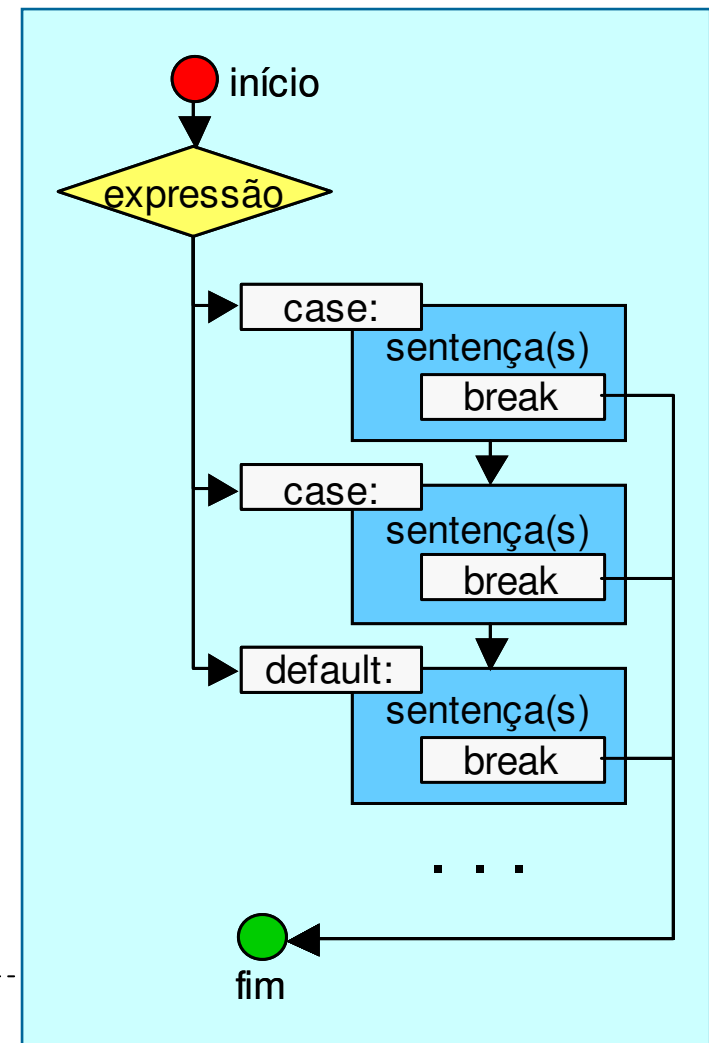 início
expressão
case:
sentença(s)
break
case:
sentença(s)
break
default:
sentença(s)
break
. . .
fim